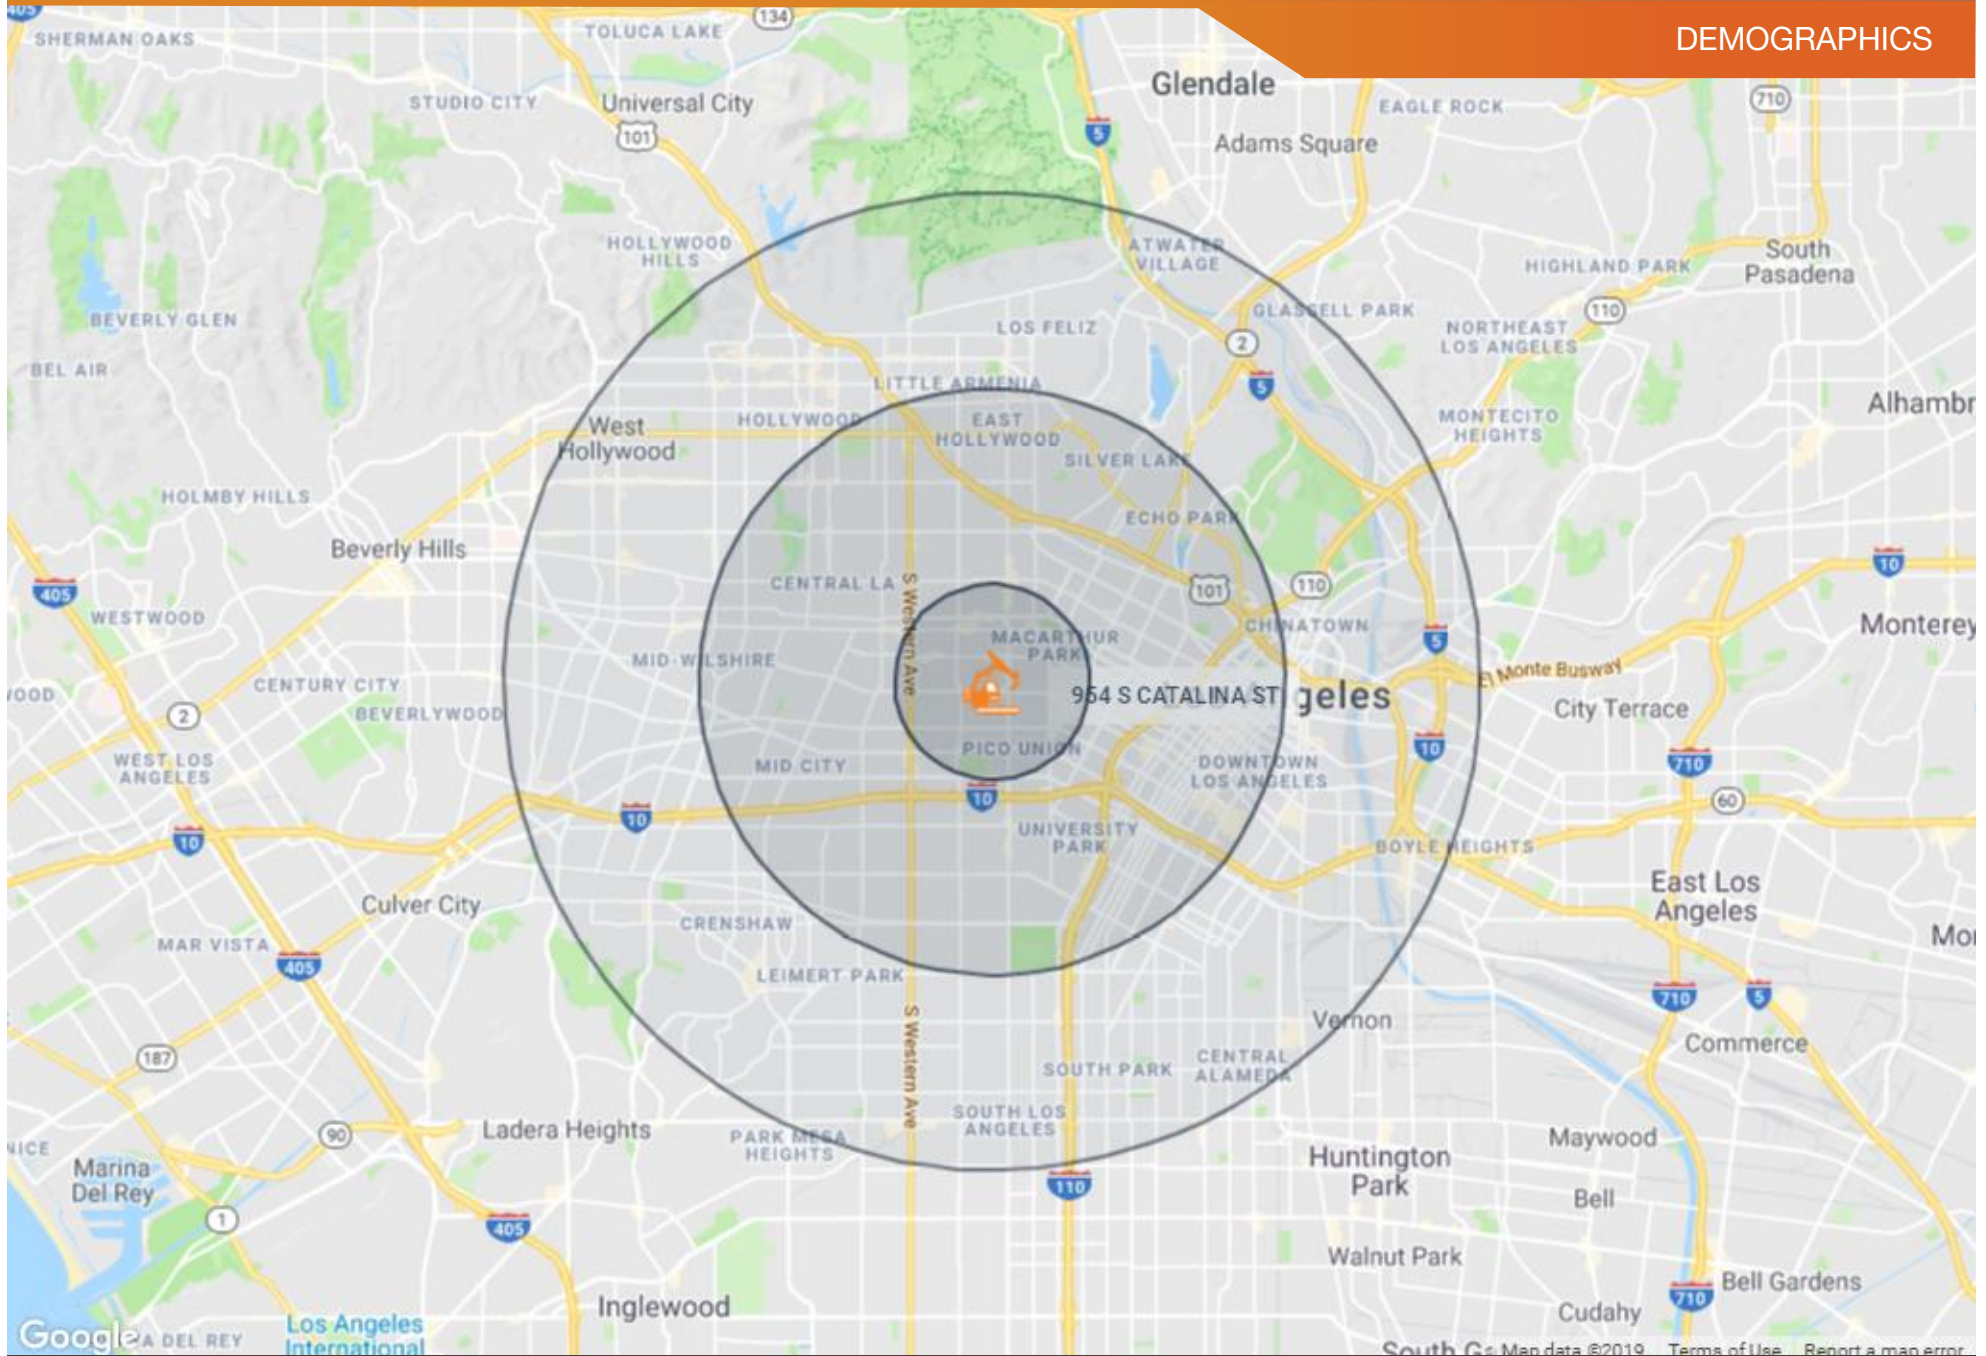 DEMOGRAPHICS
405
SHERMAN OAKS
TOLUCA LAKE
134
STUDIO CITY
Universal City
101
Glendale
5
EAGLE ROCK
710
Adams Square
HOLLYWOOD
HILLS
ATWATER
VILLAGE
HIGHLAND PARK
South
Pasadena
BEVERLY GLEN
LOS FELIZ
GLASSELL PARK
110
NORTHEAST
LOS ANGELES
2
BEL AIR
LITTLE ARMENIA
5
Alhambr
West
Hollywood
HOLLYWOOD
EAST
HOLLYWOOD
MONTECITO
HEIGHTS
SILVER LAKE
HOLMBY HILLS
ECHO PARK
Beverly Hills
10
405
CENTRAL LA
S Western Ave
101
110
WESTWOOD
MACARTHUR
PARK
CHINATOWN
5
Monterey
MID-WILSHIRE
El Monte Busway
CENTURY CITY
OOD
954 S CATALINA ST
geles
City Terrace
2
BEVERLYWOOD
PICO UNION
10
WEST LOS
ANGELES
MID CITY
DOWNTOWN
LOS ANGELES
710
10
10
60
10
UNIVERSITY
PARK
BOYLE HEIGHTS
Culver City
East Los
Angeles
CRENSHAW
MAR VISTA
Mo
405
LEIMERT PARK
710
5
S Western Ave
Vernon
Commerce
187
SOUTH PARK
CENTRAL
ALAMEDA
90
Ladera Heights
SOUTH LOS
ANGELES
PARK MESA
HEIGHTS
Maywood
NICE
Marina
Del Rey
Huntington
Park
110
Bell
1
405
Walnut Park
Bell Gardens
710
Inglewood
Cudahy
Google
A DEL REY
Los Angeles
International
South Ga
Map data ©2019
Terms of Use
Report a map error